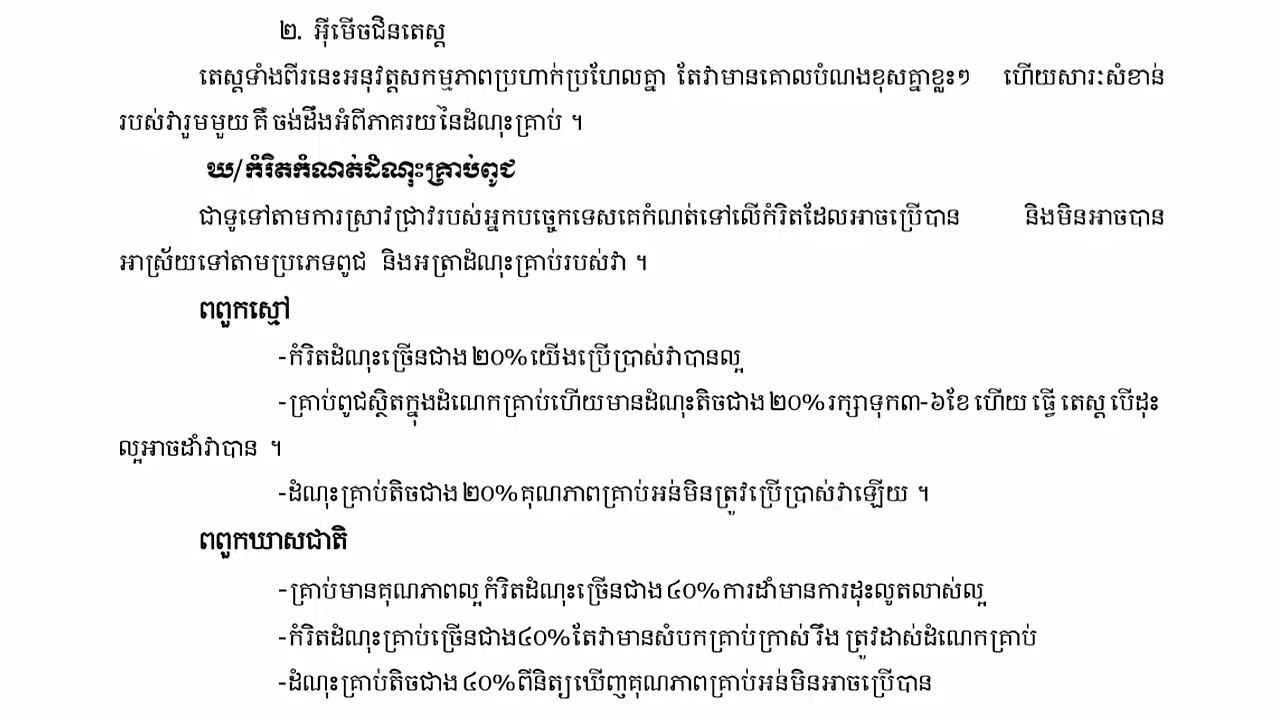 ២. អ៊ីមើចជិនតេស្ត
តេស្តទាំងពីរនេះអនុវត្តសកម្មភាពប្រហាក់ប្រហែលគ្នា តែវាមានគោលបំណងខុសគ្នាខ្លះៗ ហើយសារៈសំខាន់
របស់វារួមមួយ គឺ ចង់ដឹងអំពីភាគរយនៃដំណុះគ្រាប់ ។
ឃ/កំរិតកំណត់ដំណុះគ្រាប់ពូជ
ជាទូទៅតាមការស្រាវជ្រាវរបស់អ្នកបច្ចេកទេសគេកំណត់ទៅលើកំរិតដែលអាចប្រើបាន និងមិនអាចបាន
អាស្រ័យទៅតាមប្រភេទពូជ និងអត្រាដំណុះគ្រាប់របស់វា ។
ពពួកស្មៅ
-កំរិតដំណុះច្រើនជាង ២០% យើងប្រើប្រាស់វាបានល្អ
-គ្រាប់ពូជស្ថិតក្នុងដំណេកគ្រាប់ហើយមានដំណុះតិចជាង ២០% រក្សាទុក៣-៦ខែ ហើយ ធ្វើ តេស្ត បើដុះ
ល្អអាចដាំវាបាន ។
-ដំណុះគ្រាប់តិចជាង ២០% គុណភាពគ្រាប់អន់មិនត្រូវប្រើប្រាស់វាឡើយ ។
ពពួកឃាសជាតិ
-គ្រាប់មានគុណភាពល្អ កំរិតដំណុះច្រើនជាង ៤០% ការដាំមានការដុះលូតលាស់ល្អ
-កំរិតដំណុះគ្រាប់ច្រើនជាង៤០% តែវាមានសំបកគ្រាប់ក្រាស់ រឹង ត្រូវដាស់ដំណេកគ្រាប់
-ដំណុះគ្រាប់តិចជាង ៤០% ពីនិត្យឃើញគុណភាពគ្រាប់អន់មិនអាចប្រើបាន